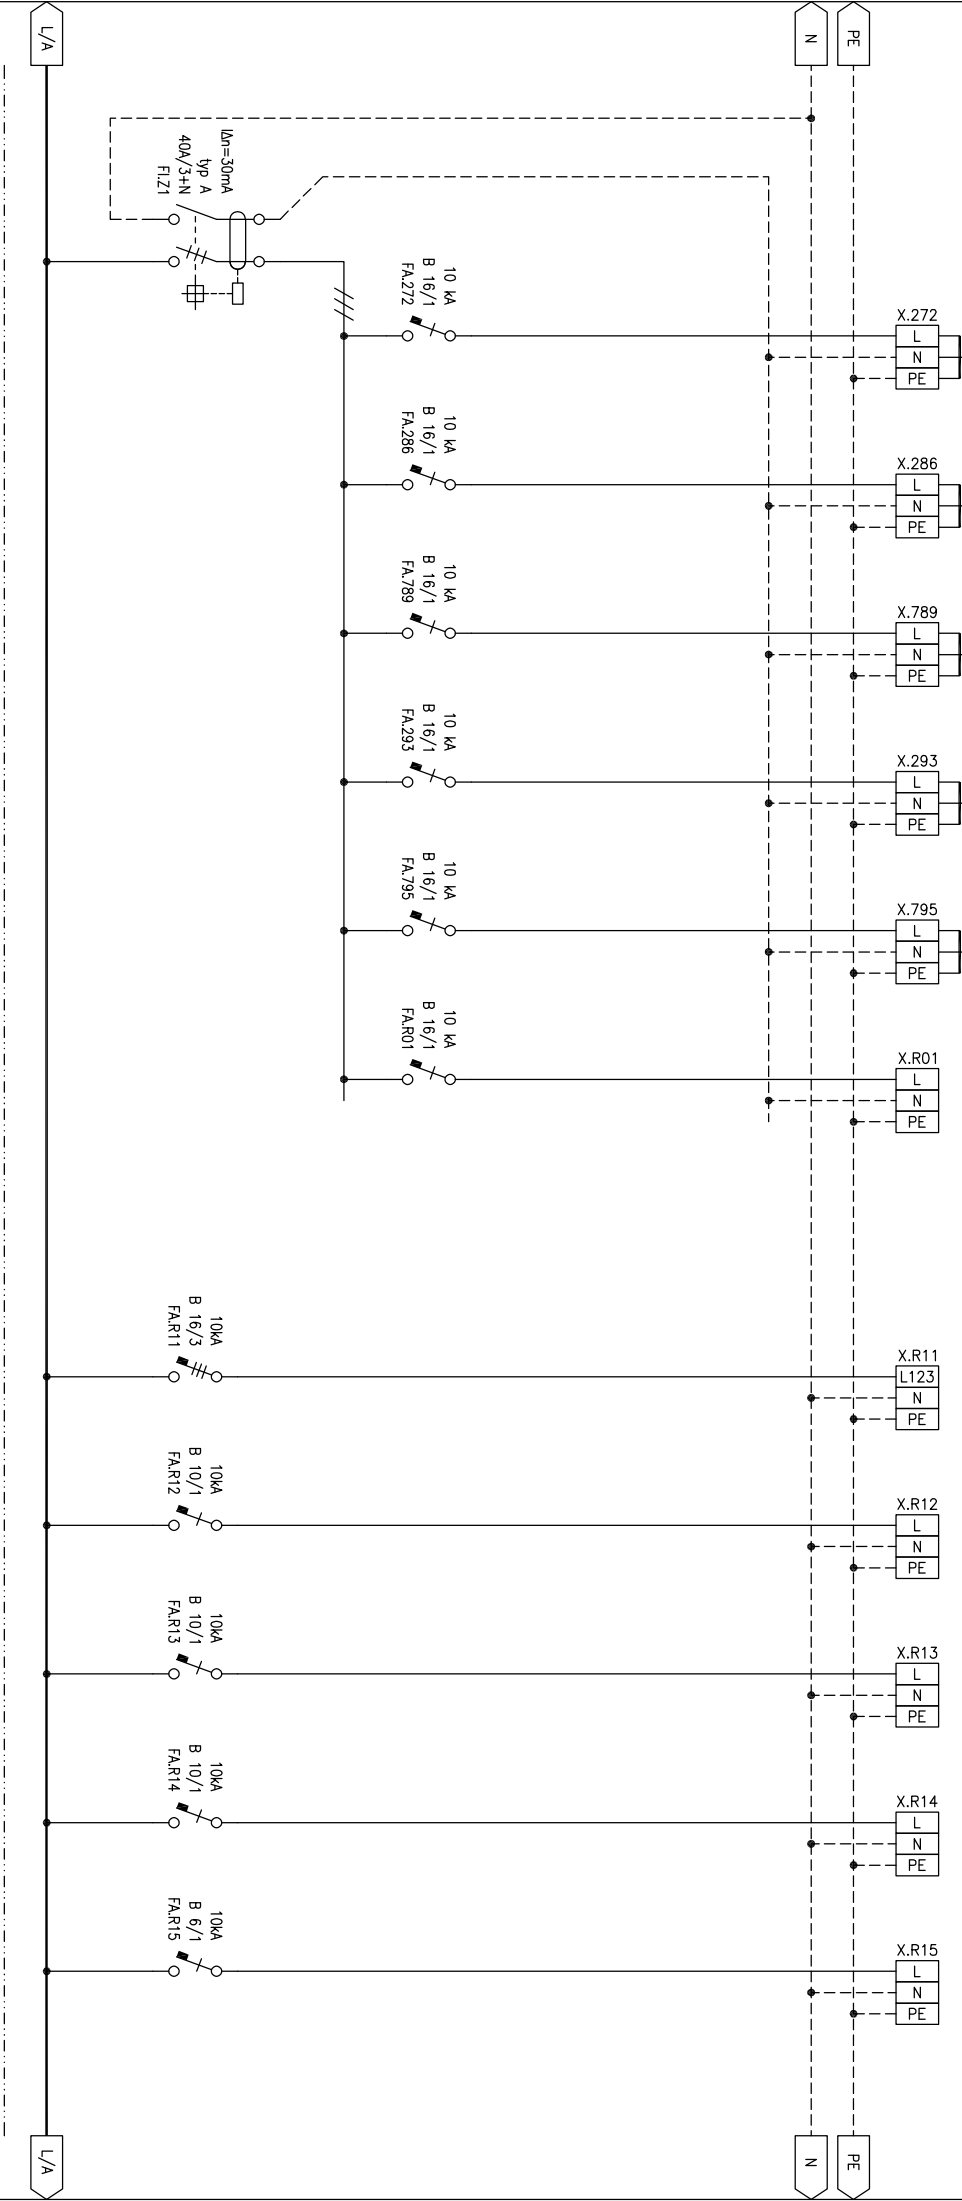 L/A
N
PE
IΔn=30mA
typ A
40A/3+N
FI.Z1
10 kA
B 16/1
FA.272
X.272
L
N
PE
10 kA
B 16/1
FA.286
X.286
L
N
PE
10 kA
B 16/1
FA.789
X.789
L
N
PE
10 kA
B 16/1
FA.293
X.293
L
N
PE
10 kA
B 16/1
FA.795
X.795
L
N
PE
10 kA
B 16/1
FA.R01
X.R01
L
N
PE
10kA
B 16/3
FA.R11
X.R11
L123
N
PE
10kA
B 10/1
FA.R12
X.R12
L
N
PE
10kA
B 10/1
FA.R13
X.R13
L
N
PE
10kA
B 10/1
FA.R14
X.R14
L
N
PE
10kA
B 6/1
FA.R15
X.R15
L
N
PE
L/A
N
PE